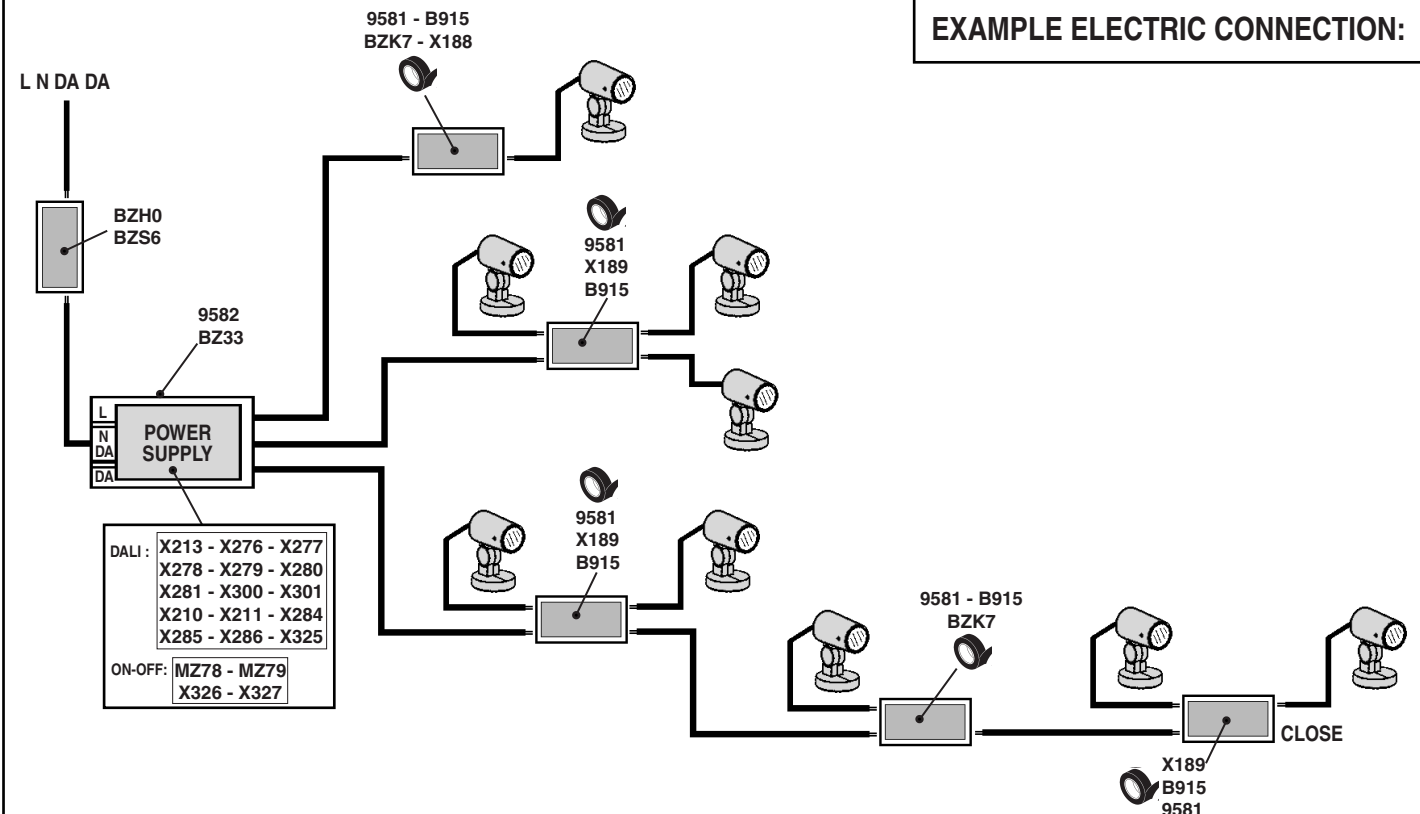 EXAMPLE ELECTRIC CONNECTION:
9581 - B915
BZK7 - X188
L N DA DA
BZH0
BZS6
9581
X189
B915
9582
BZ33
L
N
DA
DA
POWER
SUPPLY
9581
X189
B915
DALI :
X213 - X276 - X277
X278 - X279 - X280
X281 - X300 - X301
X210 - X211 - X284
X285 - X286 - X325
ON-OFF:
MZ78 - MZ79
X326 - X327
9581 - B915
BZK7
CLOSE
X189
B915
9581